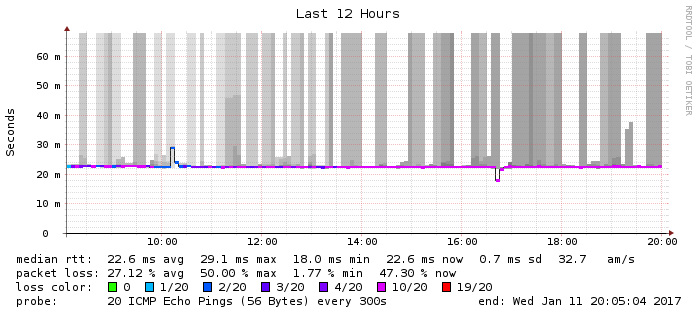 Last 12 Hours
RRDTOOL / TOBI OETIKER
Seconds
60 m
50 m
40 m
30 m
20 m
10 m
0
10:00 12:00 14:00 16:00 18:00 20:00
median rtt: 22.6 ms avg 29.1 ms max 18.0 ms min 22.6 ms now 0.7 ms sd 32.7 am/s
packet loss: 27.12 % avg 50.00 % max 1.77 % min 47.30 % now
loss color: 0 1/20 2/20 3/20 4/20 10/20 19/20
probe: 20 ICMP Echo Pings (56 Bytes) every 300s end: Wed Jan 11 20:05:04 2017